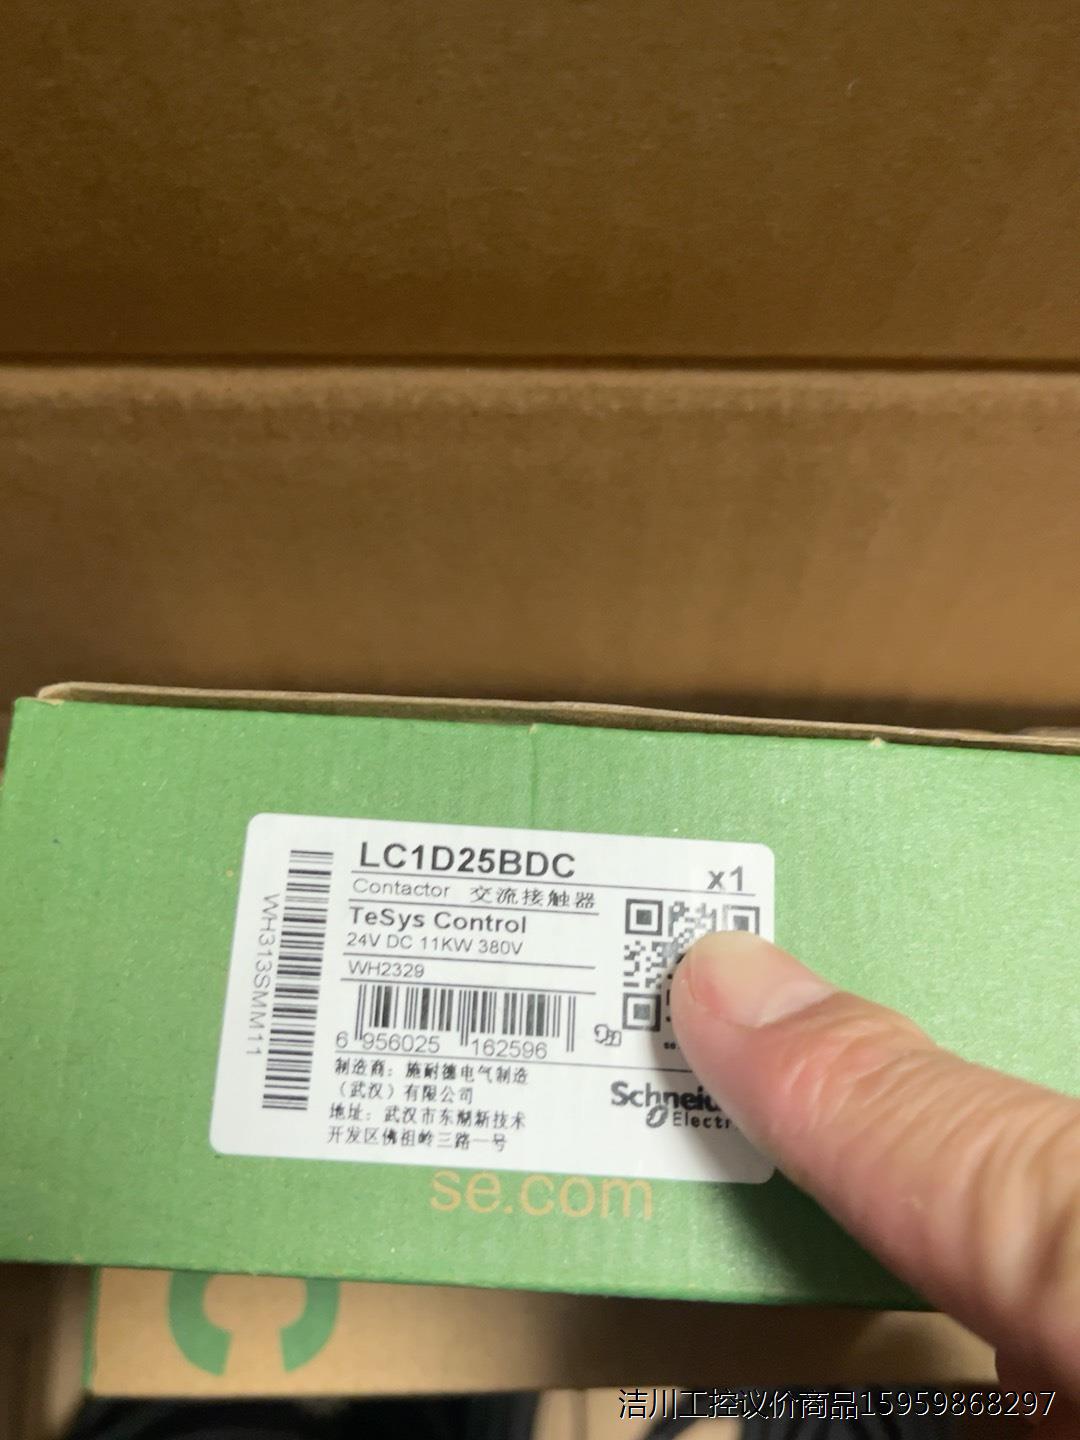 LC1D25BDC
x1
Contactor 交流接触器
TeSys Control
24V DC 11KW 380V
WH2329
WH313SMM11
6 956025 162596
制造商：施耐德电气制造
（武汉）有限公司
地址：武汉市东湖新技术
开发区佛祖岭三路一号
Schneid
Electr
se.com
洁川工控议价商品15959868297